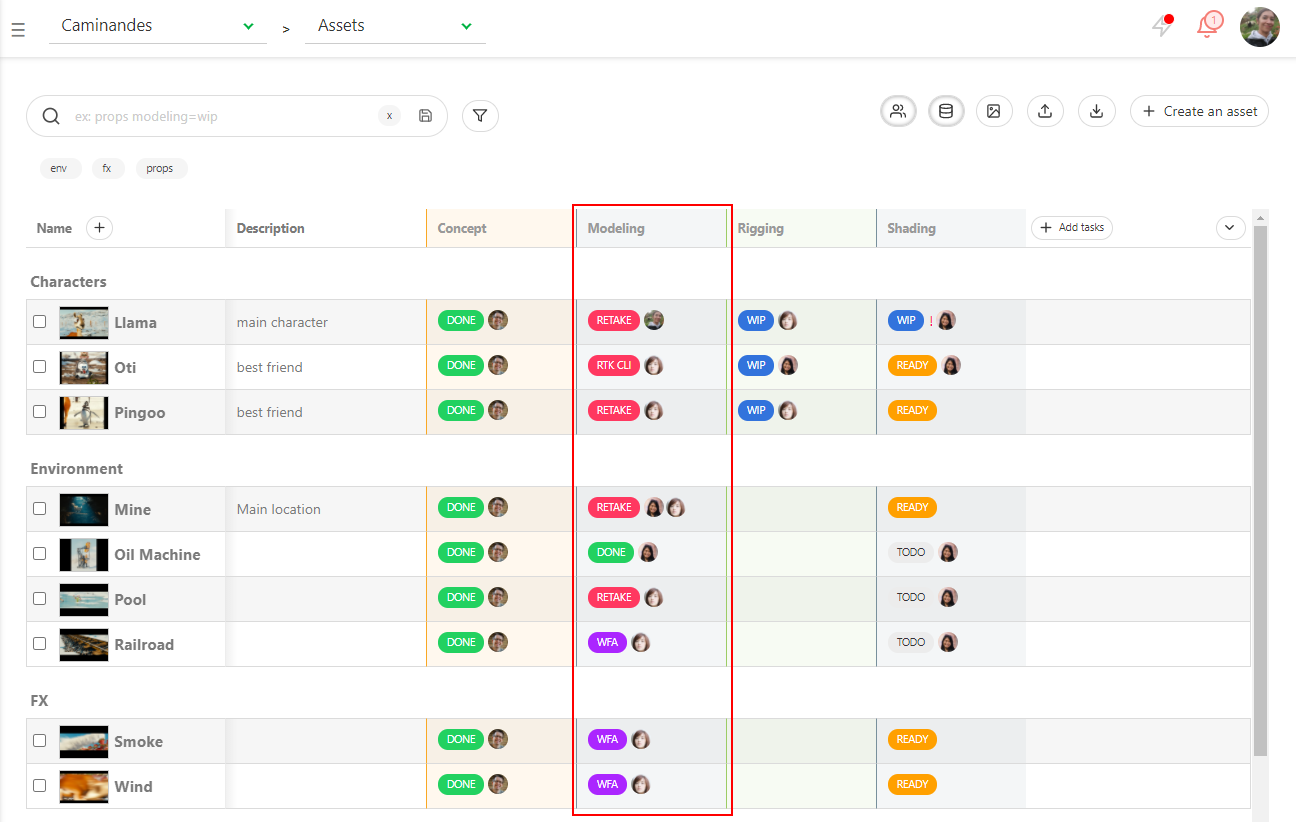 Caminandes > Assets 1
ex: props modeling=wip x + Create an asset
env fx props
Name + Description Concept Modeling Rigging Shading + Add tasks
Characters
Llama main character DONE RETAKE WIP WIP !
Oti best friend DONE RTK CLI WIP READY
Pingoo best friend DONE RETAKE WIP READY
Environment
Mine Main location DONE RETAKE READY
Oil Machine DONE DONE TODO
Pool DONE RETAKE TODO
Railroad DONE WFA TODO
FX
Smoke DONE WFA READY
Wind DONE WFA READY